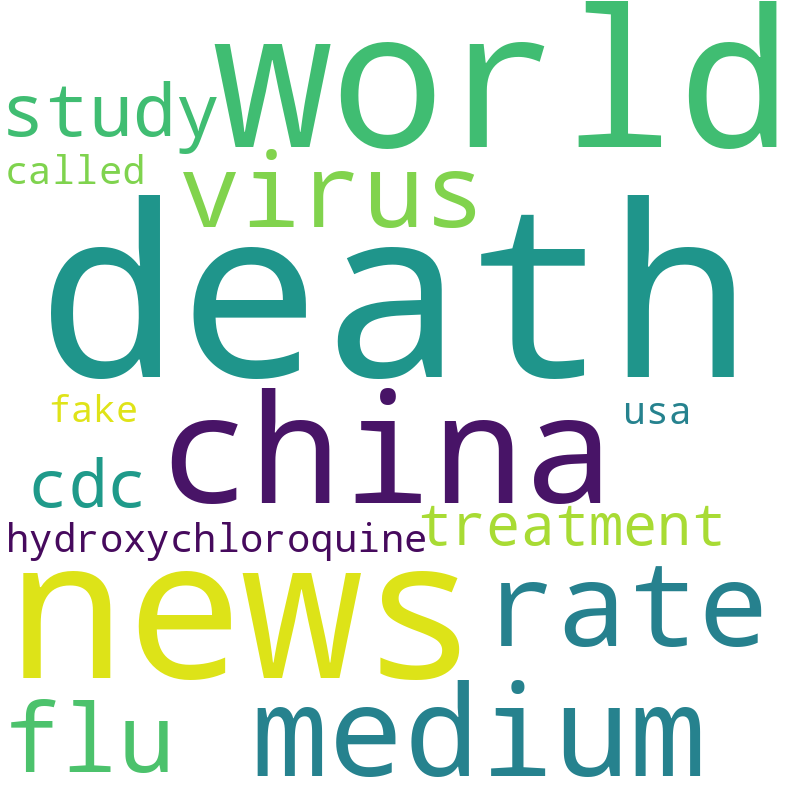 world
study
called
virus
death
fake
china
usa
cdc
treatment
hydroxychloroquine
news
rate
flu
medium